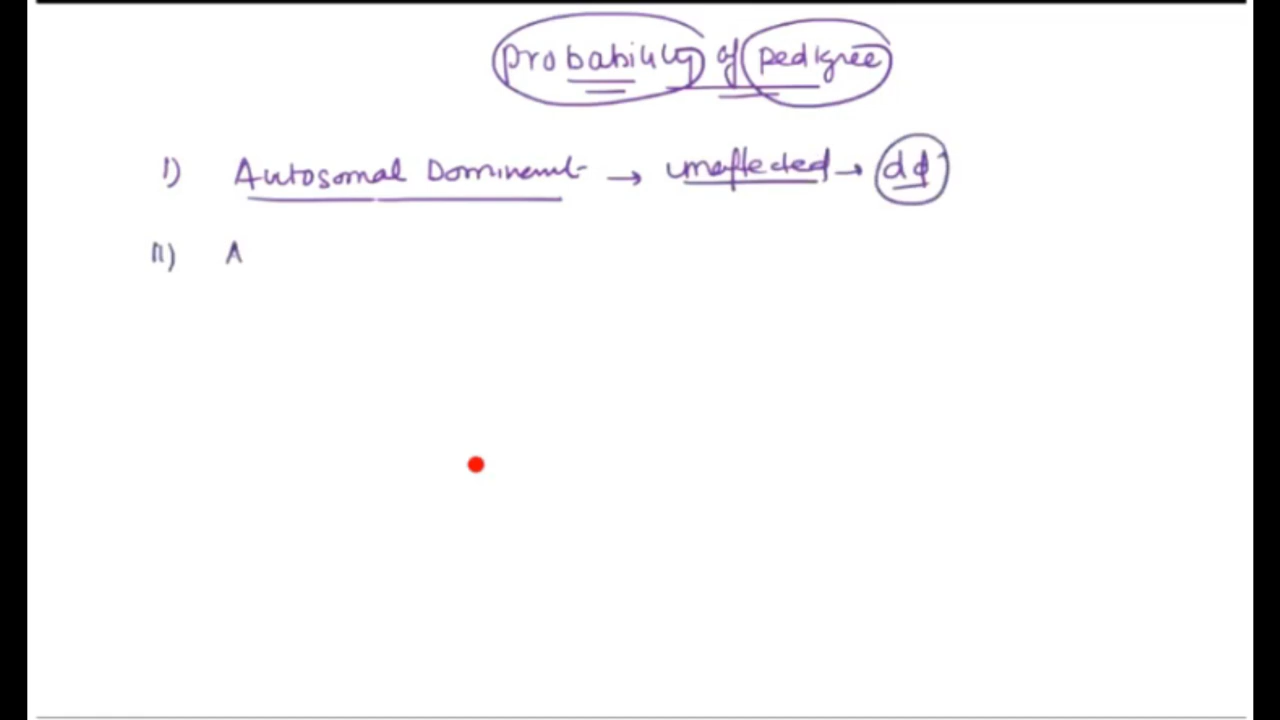 Probability of pedigree
I) Autosomal Dominant → unaffected → dd
II) A